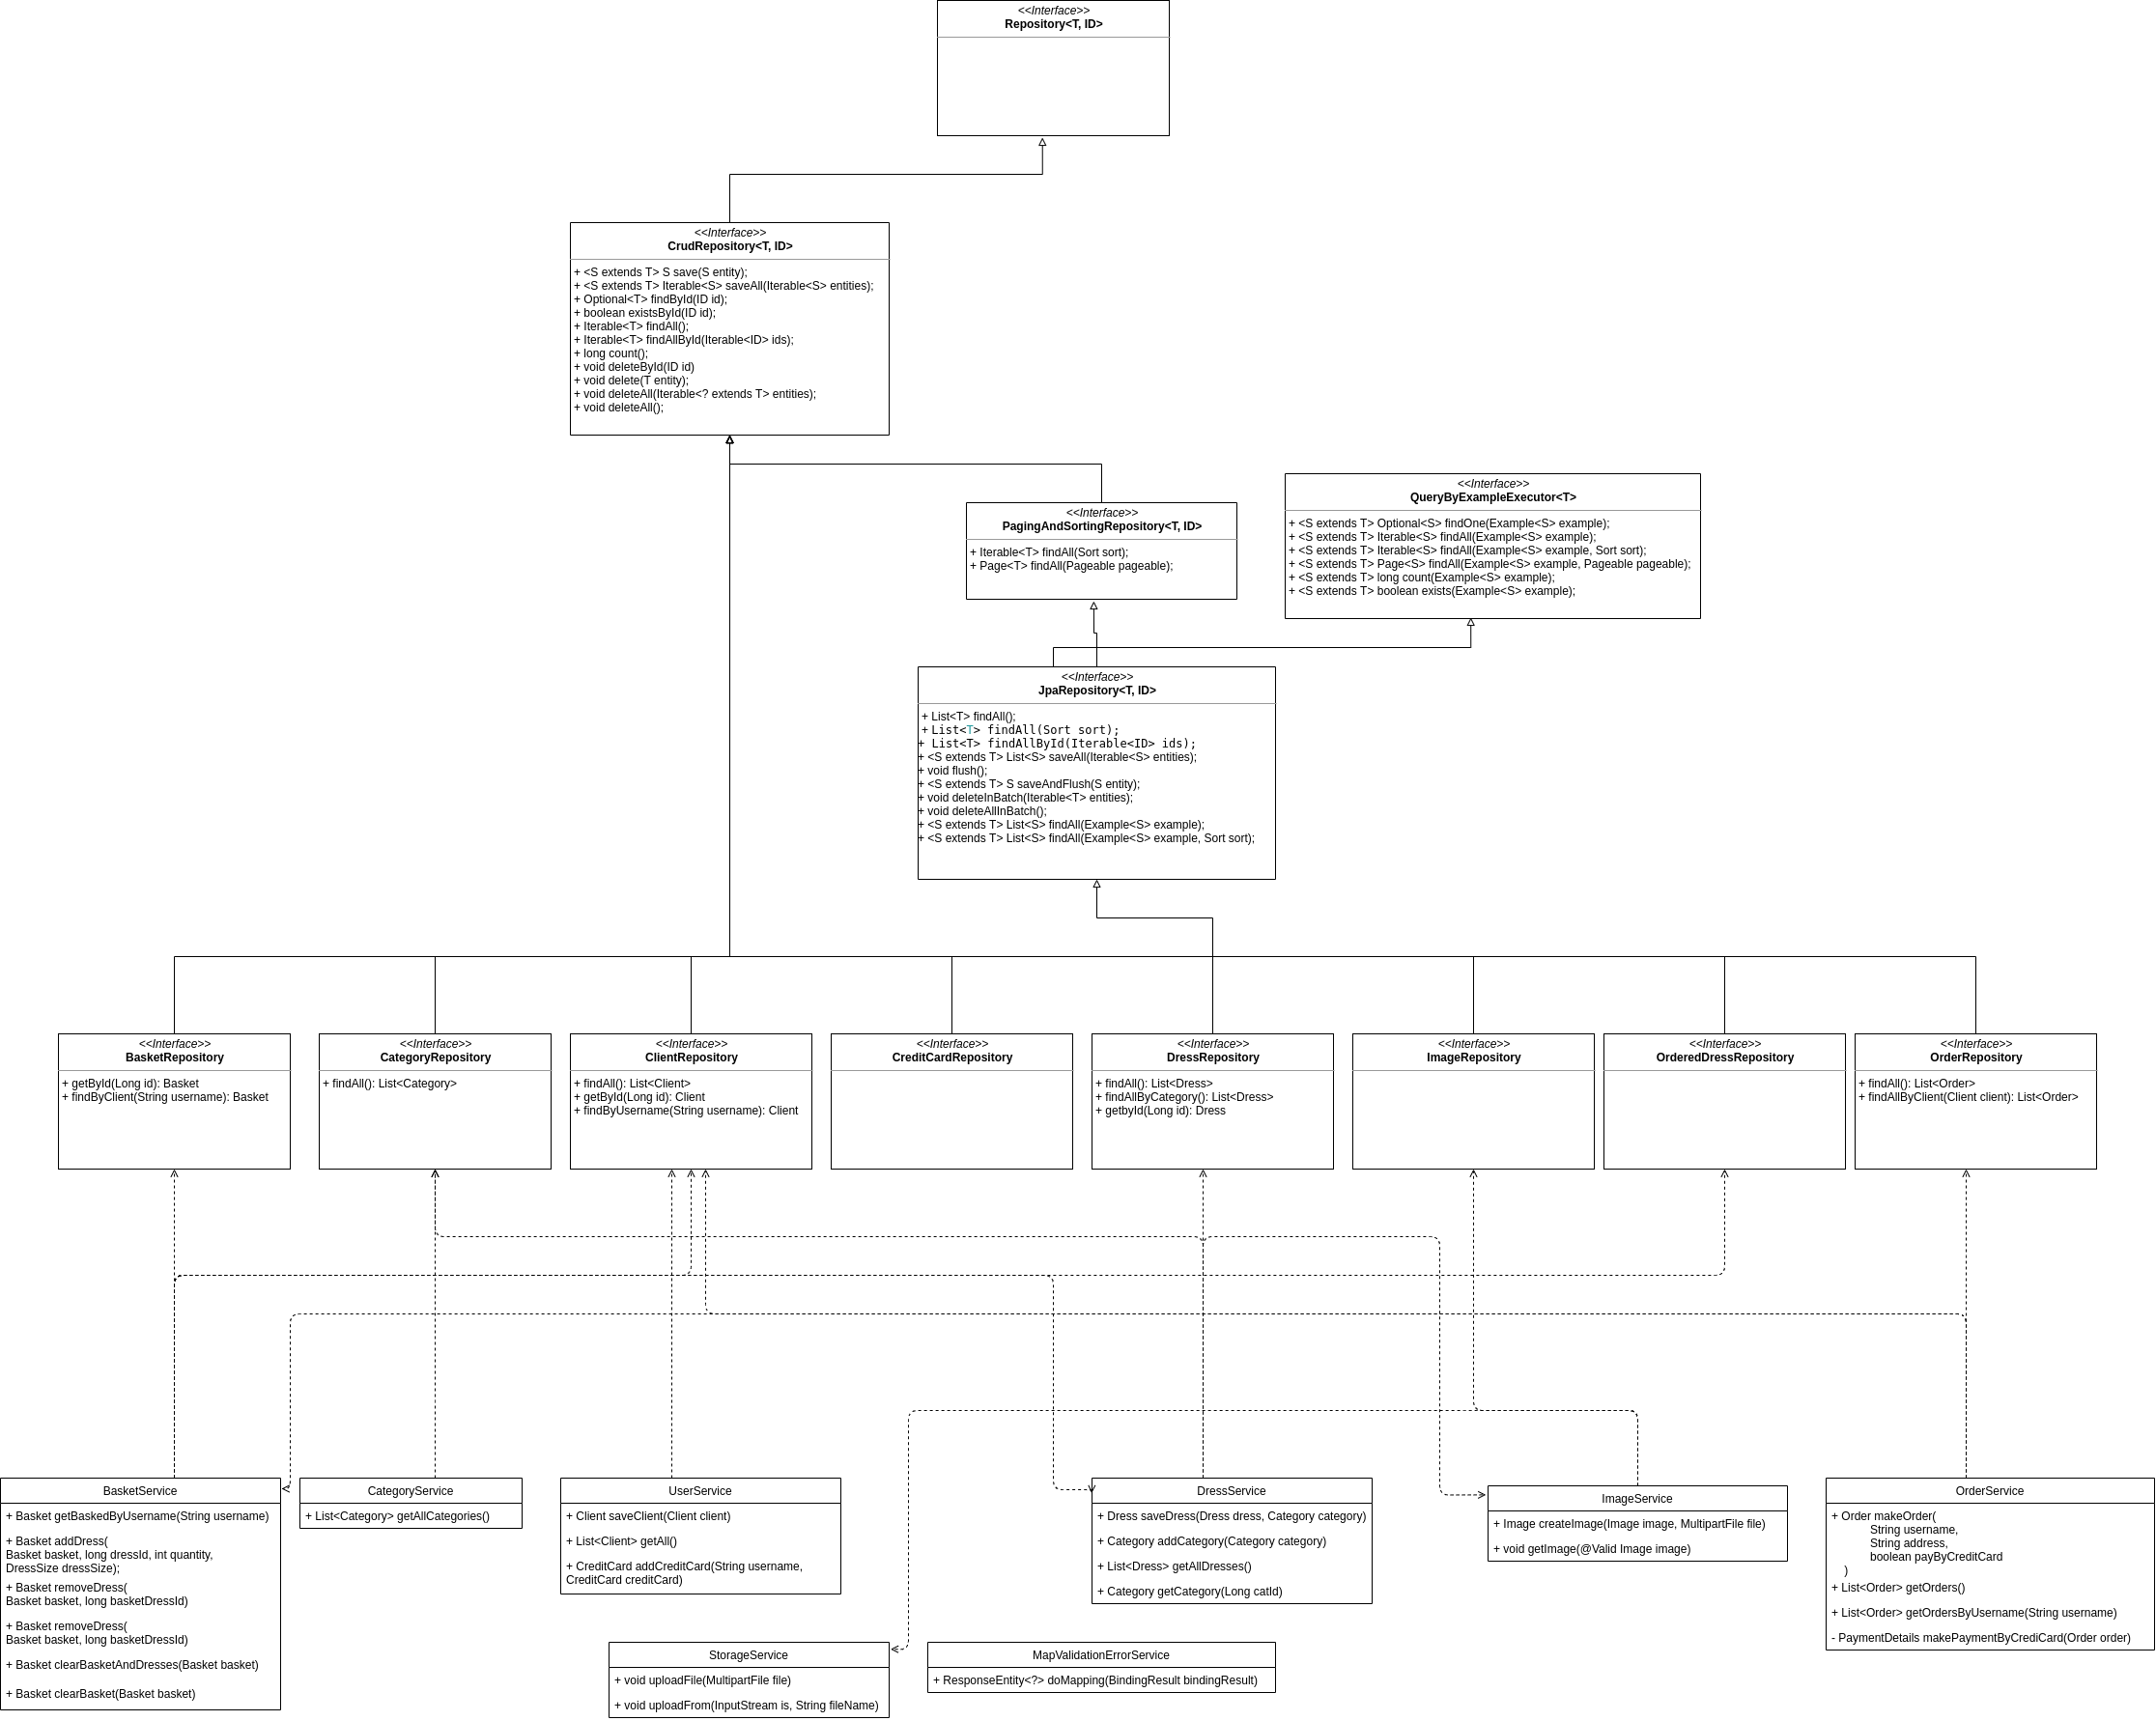 <<Interface>>
Repository<T, ID>
<<Interface>>
CrudRepository<T, ID>
+ <S extends T> S save(S entity);
+ <S extends T> Iterable<S> saveAll(Iterable<S> entities);
+ Optional<T> findById(ID id);
+ boolean existsById(ID id);
+ Iterable<T> findAll();
+ Iterable<T> findAllById(Iterable<ID> ids);
+ long count();
+ void deleteById(ID id)
+ void delete(T entity);
+ void deleteAll(Iterable<? extends T> entities);
+ void deleteAll();
<<Interface>>
PagingAndSortingRepository<T, ID>
+ Iterable<T> findAll(Sort sort);
+ Page<T> findAll(Pageable pageable);
<<Interface>>
QueryByExampleExecutor<T>
+ <S extends T> Optional<S> findOne(Example<S> example);
+ <S extends T> Iterable<S> findAll(Example<S> example);
+ <S extends T> Iterable<S> findAll(Example<S> example, Sort sort);
+ <S extends T> Page<S> findAll(Example<S> example, Pageable pageable);
+ <S extends T> long count(Example<S> example);
+ <S extends T> boolean exists(Example<S> example);
<<Interface>>
JpaRepository<T, ID>
+ List<T> findAll();
+ List<T> findAll(Sort sort);
+ List<T> findAllById(Iterable<ID> ids);
+ <S extends T> List<S> saveAll(Iterable<S> entities);
+ void flush();
+ <S extends T> S saveAndFlush(S entity);
+ void deleteInBatch(Iterable<T> entities);
+ void deleteAllInBatch();
+ <S extends T> List<S> findAll(Example<S> example);
+ <S extends T> List<S> findAll(Example<S> example, Sort sort);
<<Interface>>
BasketRepository
+ getById(Long id): Basket
+ findByClient(String username): Basket
<<Interface>>
CategoryRepository
+ findAll(): List<Category>
<<Interface>>
ClientRepository
+ findAll(): List<Client>
+ getById(Long id): Client
+ findByUsername(String username): Client
<<Interface>>
CreditCardRepository
<<Interface>>
DressRepository
+ findAll(): List<Dress>
+ findAllByCategory(): List<Dress>
+ getbyId(Long id): Dress
<<Interface>>
ImageRepository
<<Interface>>
OrderedDressRepository
<<Interface>>
OrderRepository
+ findAll(): List<Order>
+ findAllByClient(Client client): List<Order>
BasketService
+ Basket getBaskedByUsername(String username)
+ Basket addDress(
Basket basket, long dressId, int quantity,
DressSize dressSize);
+ Basket removeDress(
Basket basket, long basketDressId)
+ Basket removeDress(
Basket basket, long basketDressId)
+ Basket clearBasketAndDresses(Basket basket)
+ Basket clearBasket(Basket basket)
CategoryService
+ List<Category> getAllCategories()
UserService
+ Client saveClient(Client client)
+ List<Client> getAll()
+ CreditCard addCreditCard(String username,
CreditCard creditCard)
DressService
+ Dress saveDress(Dress dress, Category category)
+ Category addCategory(Category category)
+ List<Dress> getAllDresses()
+ Category getCategory(Long catId)
ImageService
+ Image createImage(Image image, MultipartFile file)
+ void getImage(@Valid Image image)
OrderService
+ Order makeOrder(
String username,
String address,
boolean payByCreditCard
)
+ List<Order> getOrders()
+ List<Order> getOrdersByUsername(String username)
- PaymentDetails makePaymentByCrediCard(Order order)
StorageService
+ void uploadFile(MultipartFile file)
+ void uploadFrom(InputStream is, String fileName)
MapValidationErrorService
+ ResponseEntity<?> doMapping(BindingResult bindingResult)